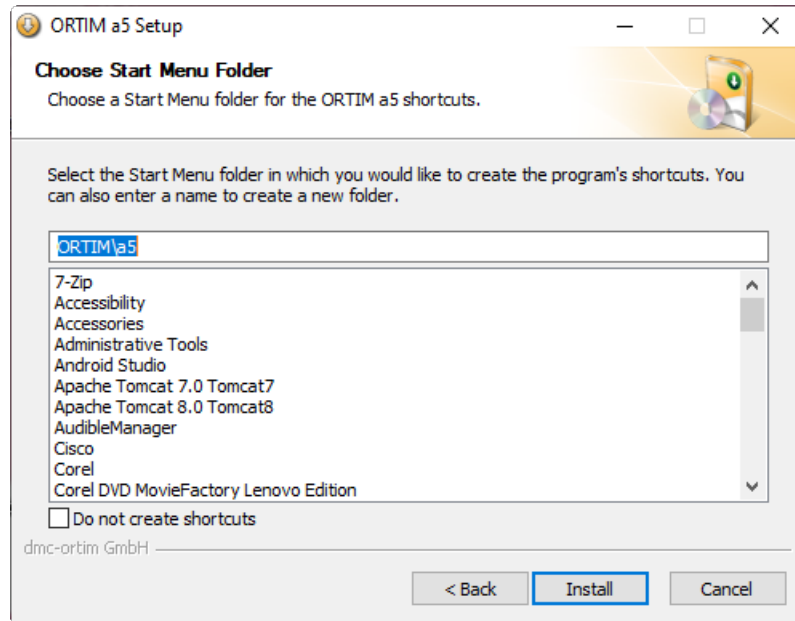 ORTIM a5 Setup
Choose Start Menu Folder
Choose a Start Menu folder for the ORTIM a5 shortcuts.
Select the Start Menu folder in which you would like to create the program's shortcuts. You
can also enter a name to create a new folder.
ORTIM\a5
7-Zip
Accessibility
Accessories
Administrative Tools
Android Studio
Apache Tomcat 7.0 Tomcat7
Apache Tomcat 8.0 Tomcat8
AudibleManager
Cisco
Corel
Corel DVD MovieFactory Lenovo Edition
Do not create shortcuts
dmc-ortim GmbH
< Back Install Cancel